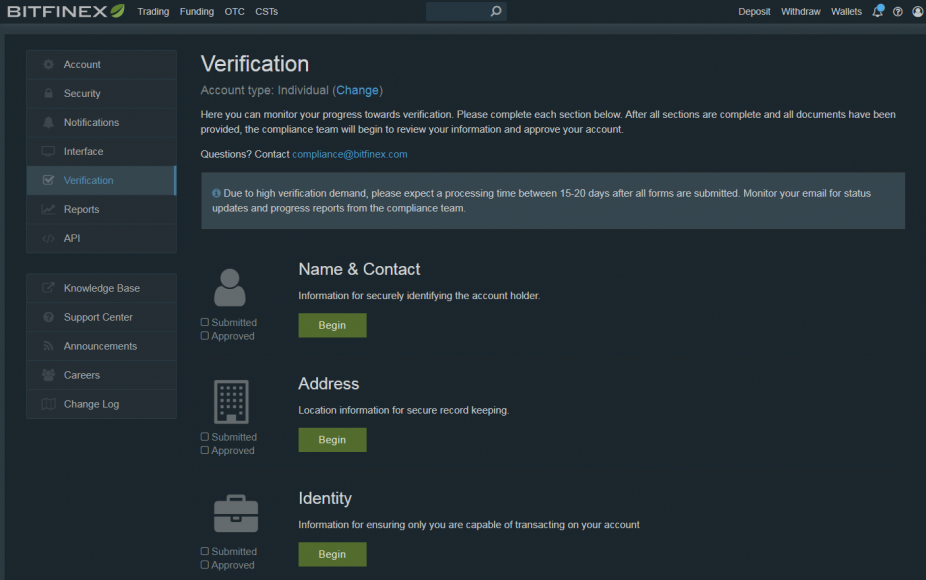 BITFINEX Trading Funding OTC CSTs Deposit Withdraw Wallets
Account
Security
Notifications
Interface
Verification
Reports
API
Knowledge Base
Support Center
Announcements
Careers
Change Log
Verification
Account type: Individual (Change)
Here you can monitor your progress towards verification. Please complete each section below. After all sections are complete and all documents have been
provided, the compliance team will begin to review your information and approve your account.
Questions? Contact compliance@bitfinex.com
Due to high verification demand, please expect a processing time between 15-20 days after all forms are submitted. Monitor your email for status
updates and progress reports from the compliance team.
Name & Contact
Information for securely identifying the account holder.
Submitted
Approved
Begin
Address
Location information for secure record keeping.
Submitted
Approved
Begin
Identity
Information for ensuring only you are capable of transacting on your account
Submitted
Approved
Begin